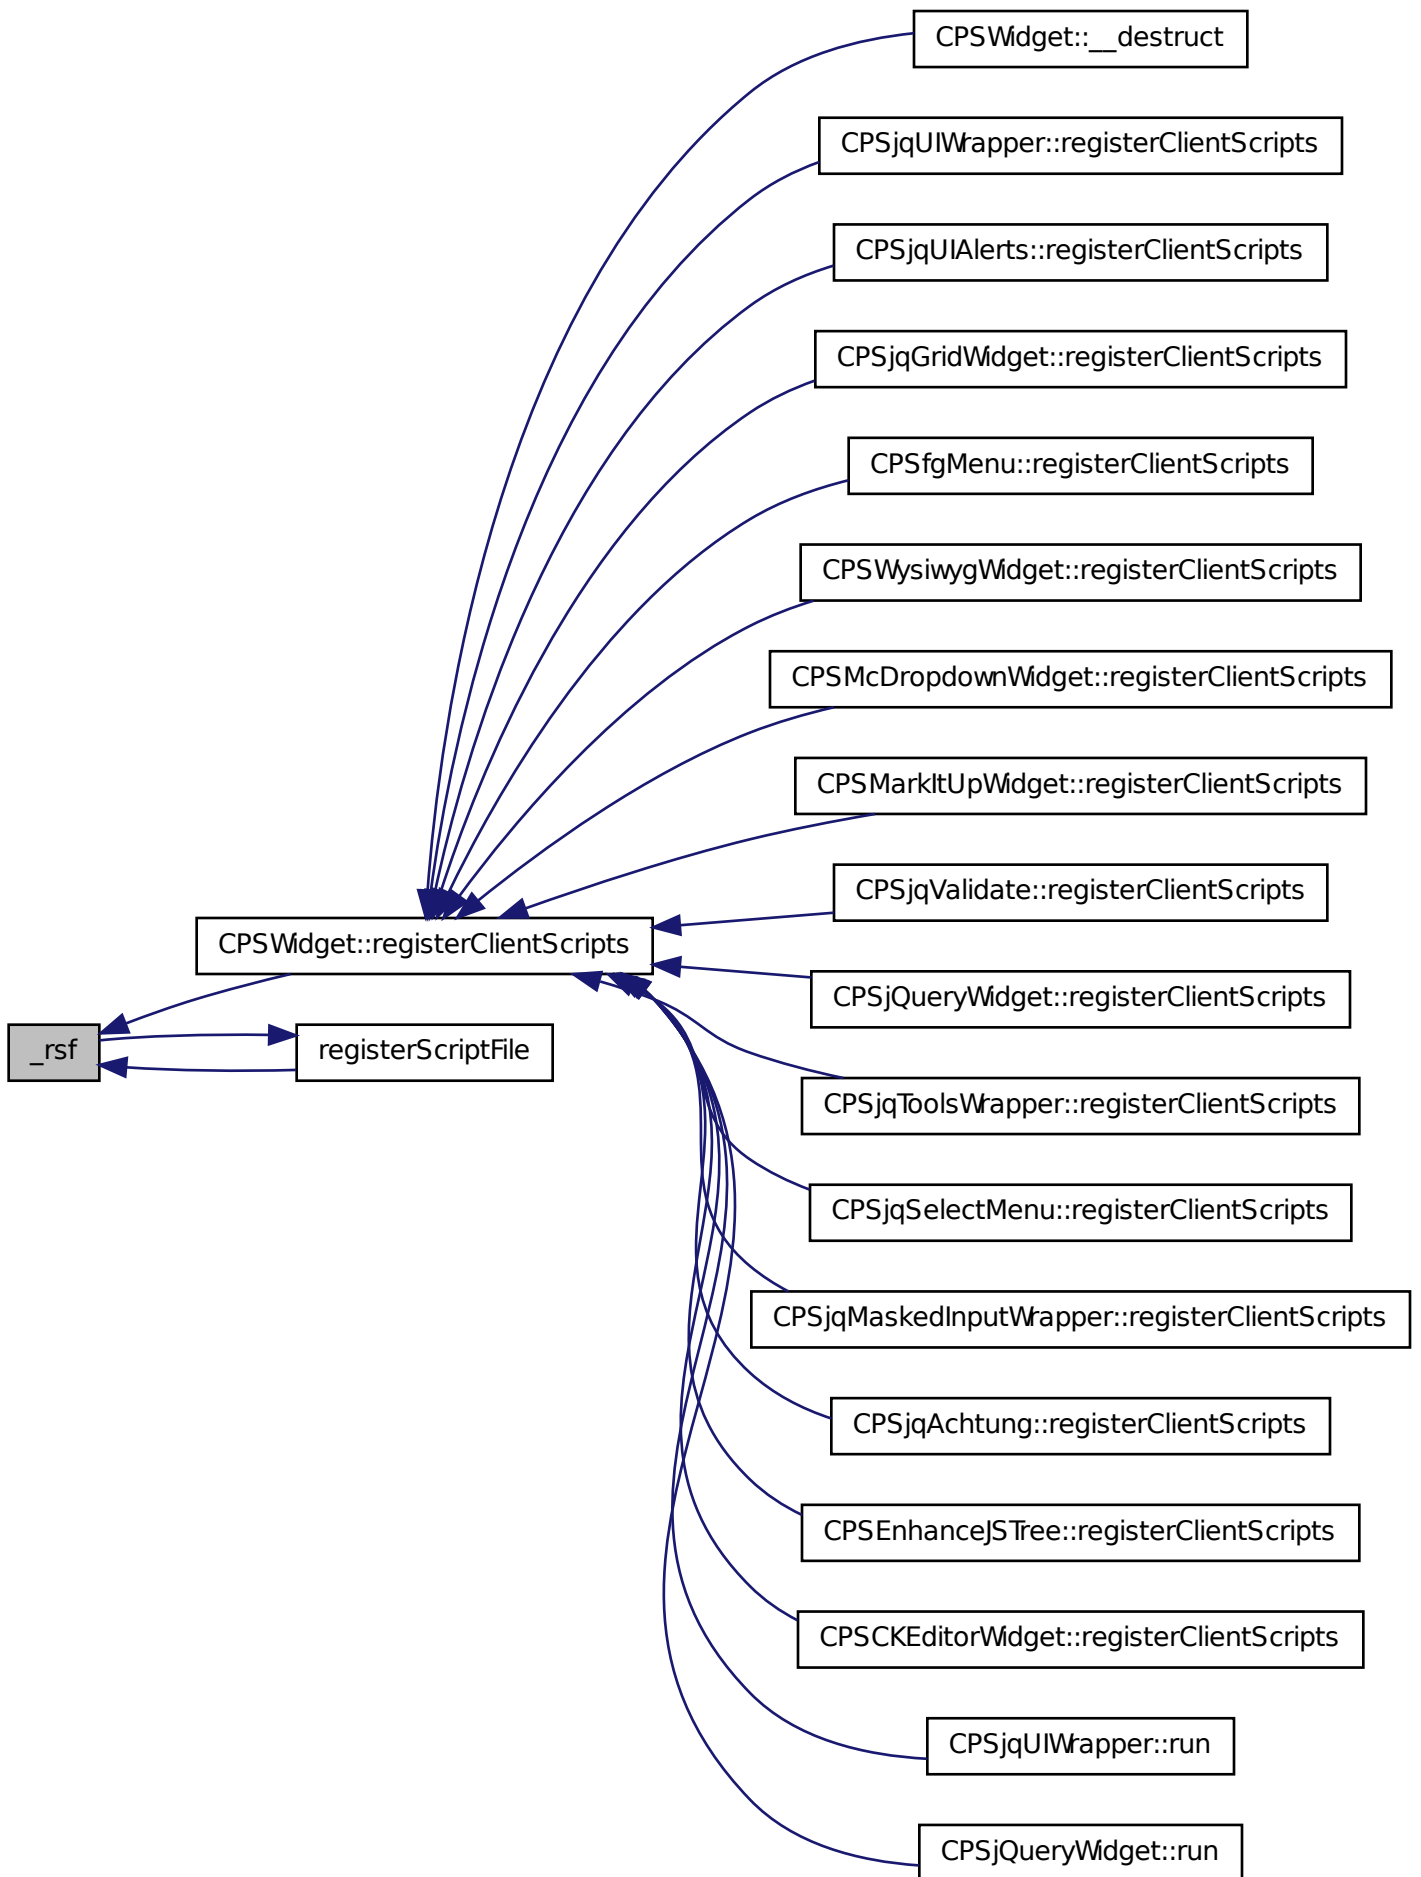 CPSWidget::__destruct
CPSjqUIWrapper::registerClientScripts
CPSjqUIAlerts::registerClientScripts
CPSjqGridWidget::registerClientScripts
CPSfgMenu::registerClientScripts
CPSWysiwygWidget::registerClientScripts
CPSMcDropdownWidget::registerClientScripts
CPSMarkItUpWidget::registerClientScripts
CPSjqValidate::registerClientScripts
CPSWidget::registerClientScripts
CPSjQueryWidget::registerClientScripts
_rsf
registerScriptFile
CPSjqToolsWrapper::registerClientScripts
CPSjqSelectMenu::registerClientScripts
CPSjqMaskedInputWrapper::registerClientScripts
CPSjqAchtung::registerClientScripts
CPSEnhanceJSTree::registerClientScripts
CPSCKEditorWidget::registerClientScripts
CPSjqUIWrapper::run
CPSjQueryWidget::run